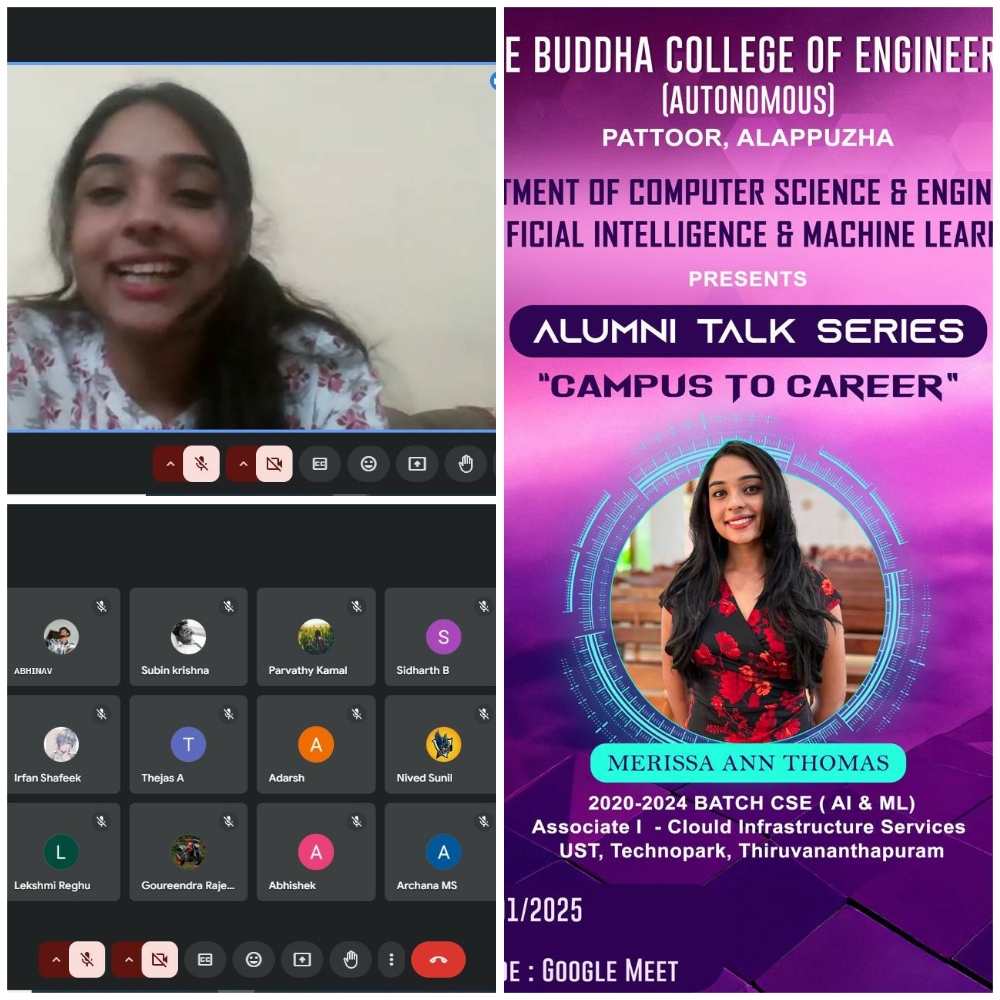 ABHINAV
Subin krishna
Parvathy Kamal
S
Sidharth B
Irfan Shafeek
T
Thejas A
A
Adarsh
Nived Sunil
L
Lekshmi Reghu
Goureendra Raje...
A
Abhishek
A
Archana MS
E BUDDHA COLLEGE OF ENGINEER
(AUTONOMOUS)
PATTOOR, ALAPPUZHA
TMENT OF COMPUTER SCIENCE & ENGIN
FICIAL INTELLIGENCE & MACHINE LEARN
PRESENTS
ALUMNI TALK SERIES
"CAMPUS TO CAREER"
MERISSA ANN THOMAS
2020-2024 BATCH CSE ( AI & ML)
Associate I - Clould Infrastructure Services
UST, Technopark, Thiruvananthapuram
1/2025
DE : GOOGLE MEET